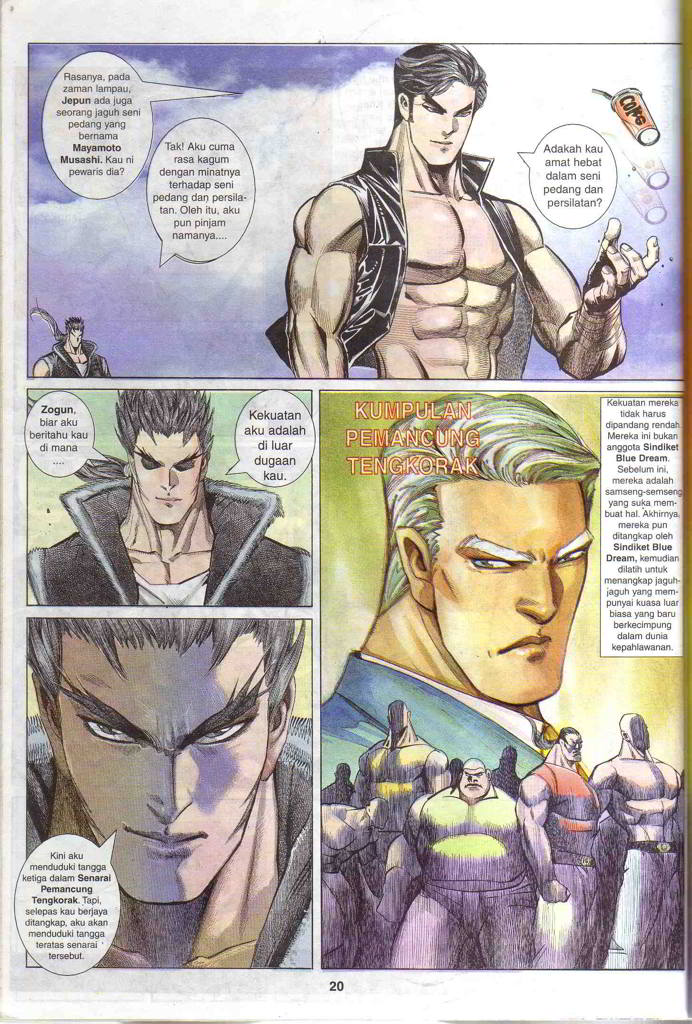 Rasanya, pada
zaman lampau,
Jepun ada juga
seorang jaguh seni
pedang yang
bernama
Mayamoto
Musashi. Kau ni
pewaris dia?
Tak! Aku cuma
rasa kagum
dengan minatnya
terhadap seni
pedang dan persila-
tan. Oleh itu, aku
pun pinjam
namanya....
Adakah kau
amat hebat
dalam seni
pedang dan
persilatan?
COKE
Zogun,
biar aku
beritahu kau
di mana
....
Kekuatan
aku adalah
di luar
dugaan
kau.
KUMPULAN
PEMANCUNG
TENGKORAK
Kekuatan mereka
tidak harus
dipandang rendah.
Mereka ini bukan
anggota Sindiket
Blue Dream.
Sebelum ini,
mereka adalah
samseng-semseng
yang suka mem-
buat hal. Akhirnya,
mereka pun
ditangkap oleh
Sindiket Blue
Dream, kemudian
dilatih untuk
menangkap jaguh-
jaguh yang mem-
punyai kuasa luar
biasa yang baru
berkecimpung
dalam dunia
kepahlawanan.
Kini aku
menduduki tangga
ketiga dalam Senarai
Pemancung
Tengkorak. Tapi,
selepas kau berjaya
ditangkap, aku akan
menduduki tangga
teratas senarai
tersebut.
20